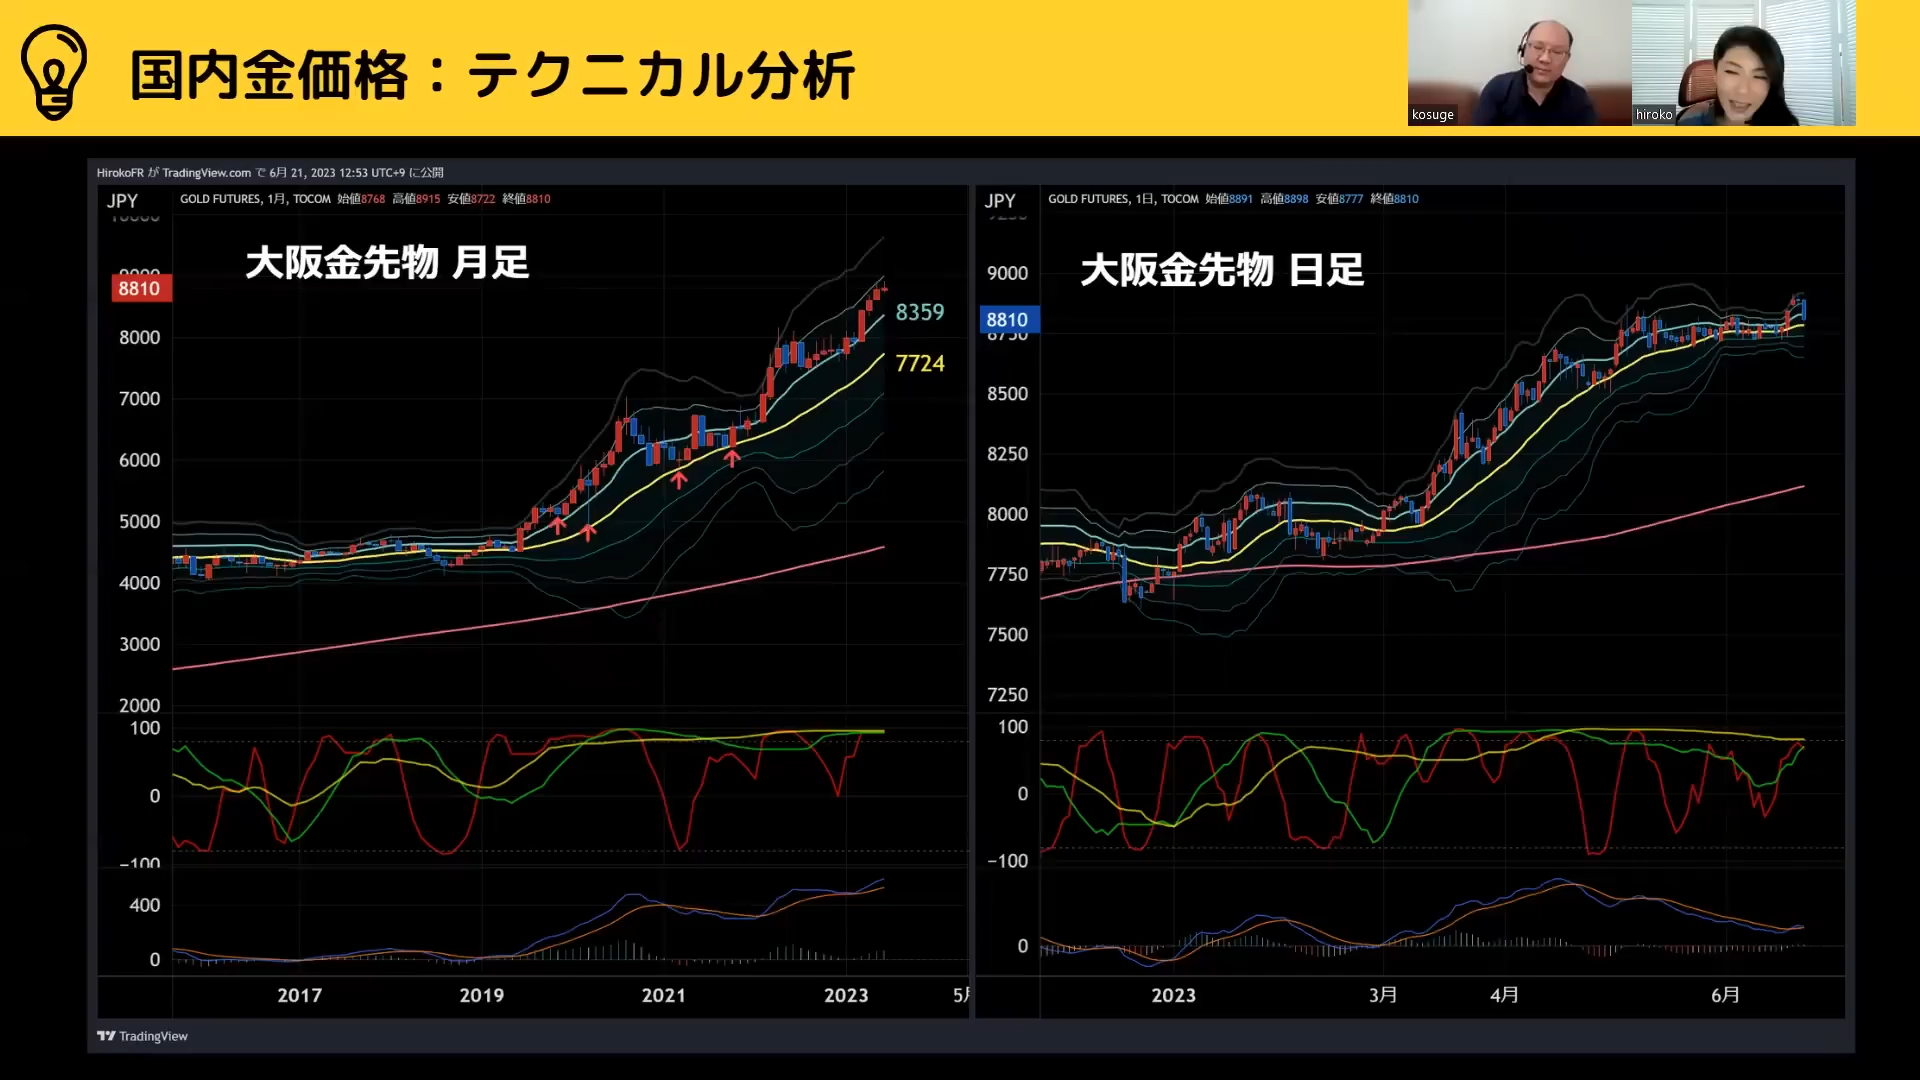 国内金価格：テクニカル分析
kosuge
hiroko
HirokoFR が TradingView.com で 6月 21, 2023 12:53 UTC+9 に公開
JPY
GOLD FUTURES, 1月, TOCOM 始値8768 高値8915 安値8722 終値8810
大阪金先物 月足
10000
9000
8810
8000
7000
6000
5000
4000
3000
2000
8359
7724
100
0
−100
400
0
2017
2019
2021
2023
JPY
GOLD FUTURES, 1日, TOCOM 始値8891 高値8898 安値8777 終値8810
大阪金先物 日足
9250
9000
8810
8750
8500
8250
8000
7750
7500
7250
100
0
−100
0
2023
3月
4月
6月
TradingView